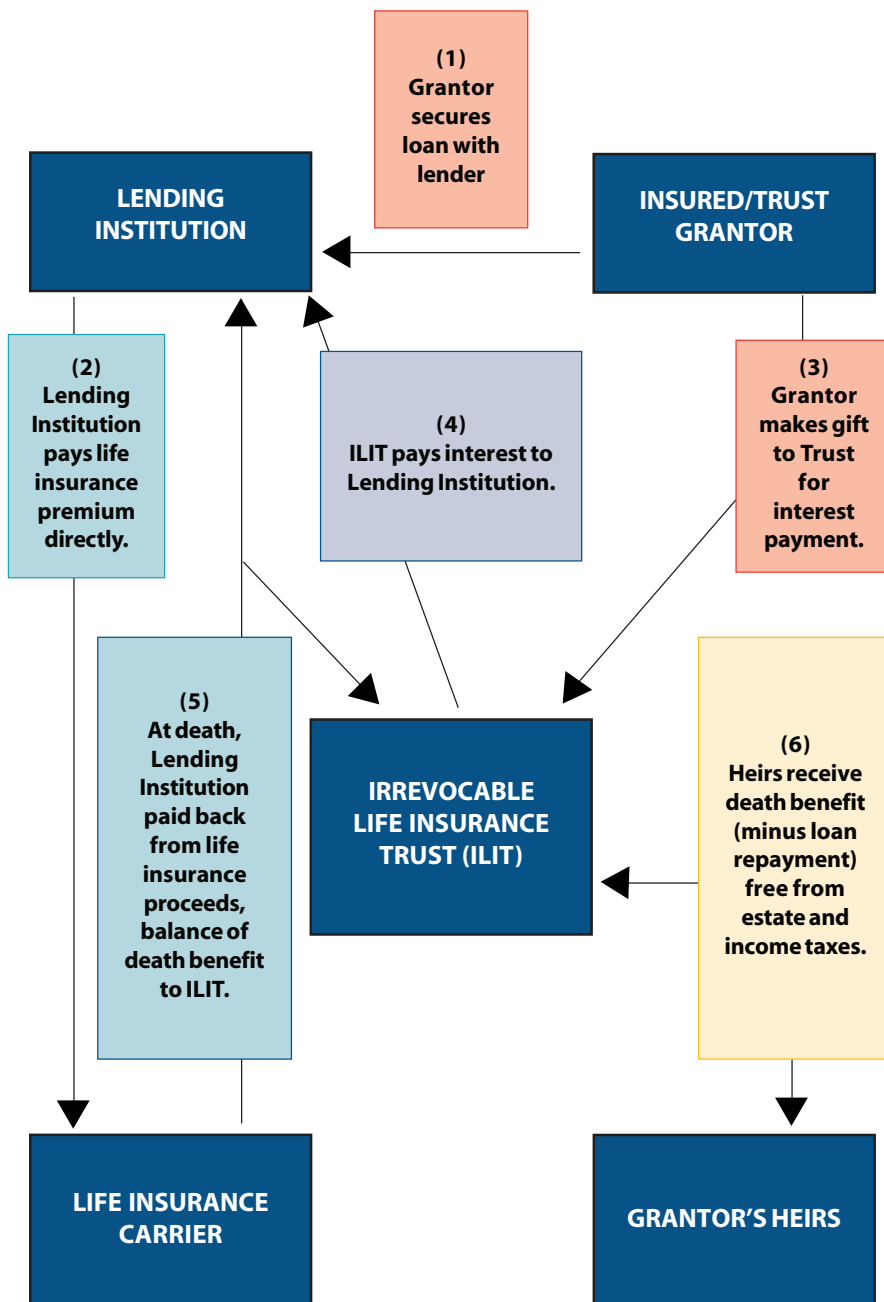 (1)
Grantor
secures
loan with
lender
LENDING
INSTITUTION
INSURED/TRUST
GRANTOR
(2)
Lending
Institution
pays life
insurance
premium
directly.
(4)
ILIT pays interest to
Lending Institution.
(3)
Grantor
makes gift
to Trust
for
interest
payment.
(5)
At death,
Lending
Institution
paid back
from life
insurance
proceeds,
balance of
death benefit
to ILIT.
IRREVOCABLE
LIFE INSURANCE
TRUST (ILIT)
(6)
Heirs receive
death benefit
(minus loan
repayment)
free from
estate and
income taxes.
LIFE INSURANCE
CARRIER
GRANTOR’S HEIRS